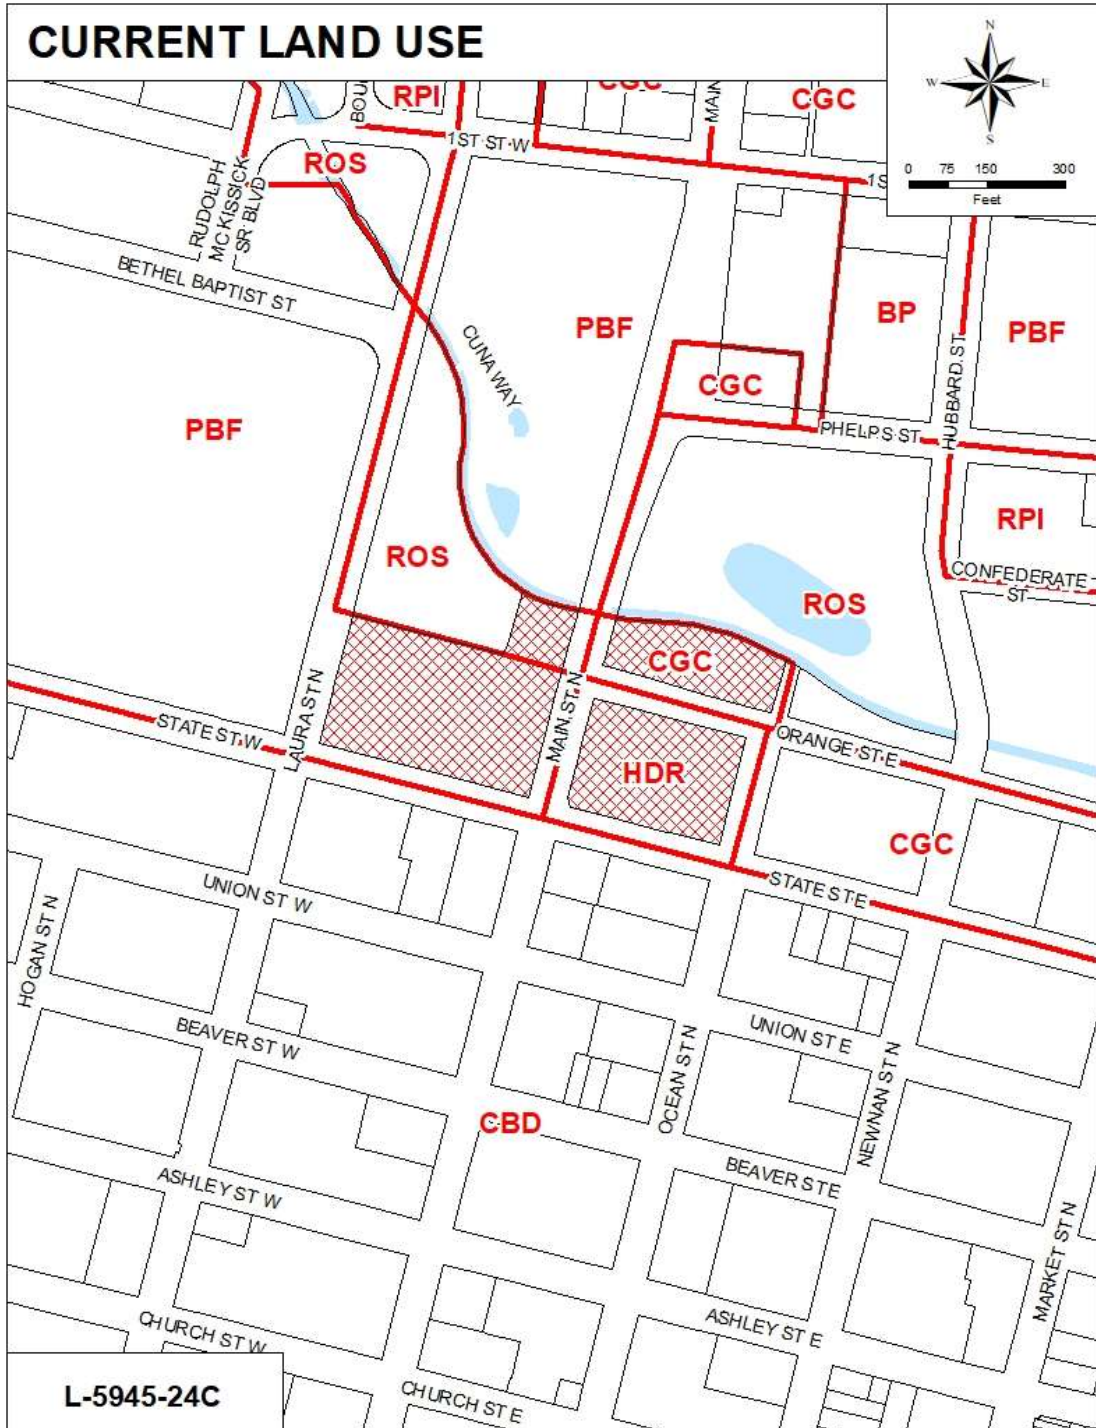 CURRENT LAND USE
N
W
E
S
0 75 150 300
Feet
RPI
CGC
MAIN
CGC
1ST ST W
ROS
RUDOLPH
MCKISSICK
SR BLVD
BETHEL BAPTIST ST
CUNA WAY
PBF
BP
PBF
HUBBARD ST
CGC
PHELPS ST
PBF
RPI
CONFEDERATE
ST
ROS
ROS
CGC
LAURA ST N
MAIN ST N
STATE ST W
ORANGE ST E
HDR
CGC
STATE ST E
UNION ST W
HOGAN ST N
BEAVER ST W
UNION ST E
OCEAN ST N
NEWNAN ST N
CBD
ASHLEY ST W
BEAVER ST E
MARKET ST N
CHURCH ST W
ASHLEY ST E
CHURCH ST E
L-5945-24C